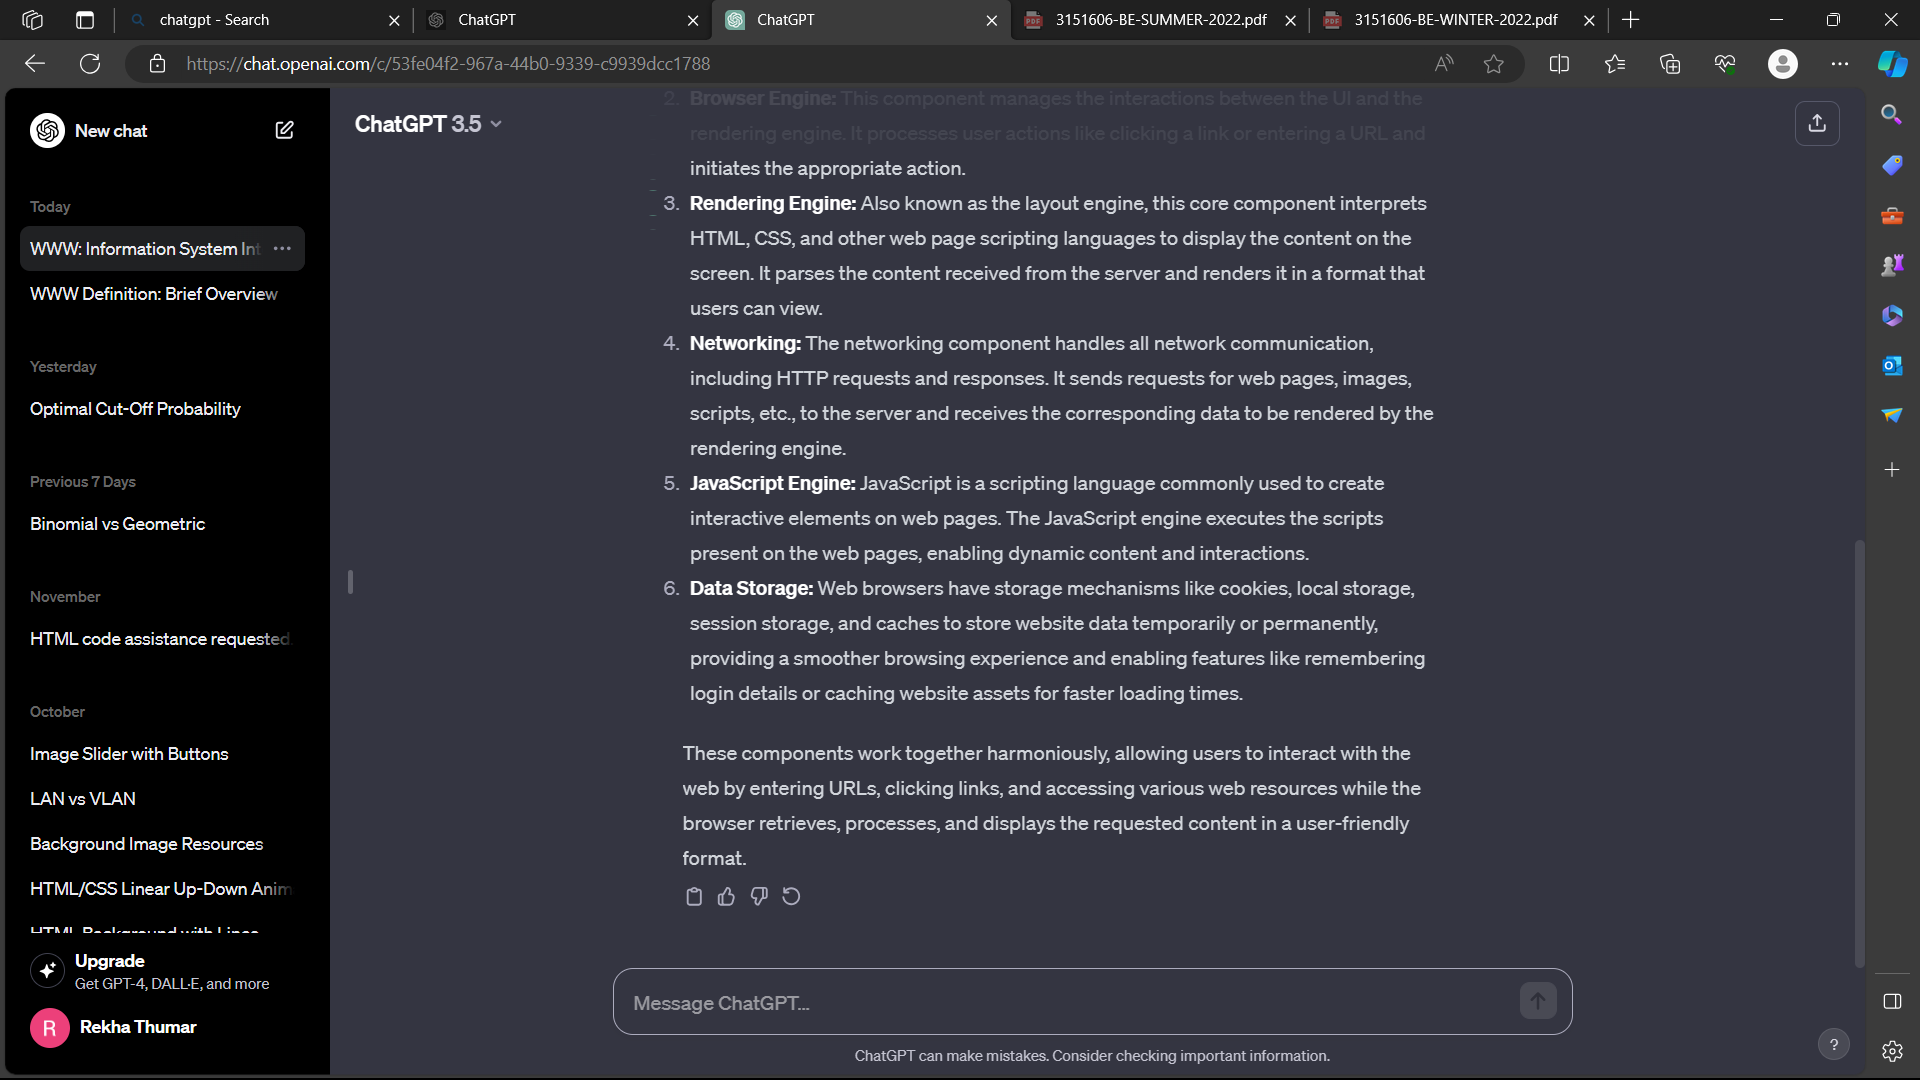 chatgpt - Search
ChatGPT
ChatGPT
3151606-BE-SUMMER-2022.pdf
3151606-BE-WINTER-2022.pdf
https://chat.openai.com/c/53fe04f2-967a-44b0-9339-c9939dcc1788
New chat
Today
WWW: Information System Int
WWW Definition: Brief Overview
Yesterday
Optimal Cut-Off Probability
Previous 7 Days
Binomial vs Geometric
November
HTML code assistance requested.
October
Image Slider with Buttons
LAN vs VLAN
Background Image Resources
HTML/CSS Linear Up-Down Anim
HTML Background with Lines
Upgrade
Get GPT-4, DALL·E, and more
R
Rekha Thumar
ChatGPT 3.5
2. Browser Engine: This component manages the interactions between the UI and the
rendering engine. It processes user actions like clicking a link or entering a URL and
initiates the appropriate action.
3. Rendering Engine: Also known as the layout engine, this core component interprets
HTML, CSS, and other web page scripting languages to display the content on the
screen. It parses the content received from the server and renders it in a format that
users can view.
4. Networking: The networking component handles all network communication,
including HTTP requests and responses. It sends requests for web pages, images,
scripts, etc., to the server and receives the corresponding data to be rendered by the
rendering engine.
5. JavaScript Engine: JavaScript is a scripting language commonly used to create
interactive elements on web pages. The JavaScript engine executes the scripts
present on the web pages, enabling dynamic content and interactions.
6. Data Storage: Web browsers have storage mechanisms like cookies, local storage,
session storage, and caches to store website data temporarily or permanently,
providing a smoother browsing experience and enabling features like remembering
login details or caching website assets for faster loading times.
These components work together harmoniously, allowing users to interact with the
web by entering URLs, clicking links, and accessing various web resources while the
browser retrieves, processes, and displays the requested content in a user-friendly
format.
Message ChatGPT...
ChatGPT can make mistakes. Consider checking important information.
?